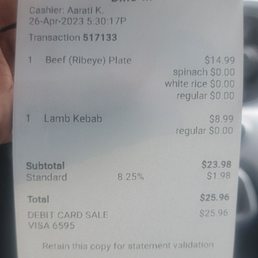 Cashier: Aarati K.
26-Apr-2023 5:30:17P
Transaction 517133
1 Beef (Ribeye) Plate $14.99
spinach $0.00
white rice $0.00
regular $0.00
1 Lamb Kebab $8.99
regular $0.00
Subtotal $23.98
Standard 8.25% $1.98
Total $25.96
DEBIT CARD SALE $25.96
VISA 6595
Retain this copy for statement validation